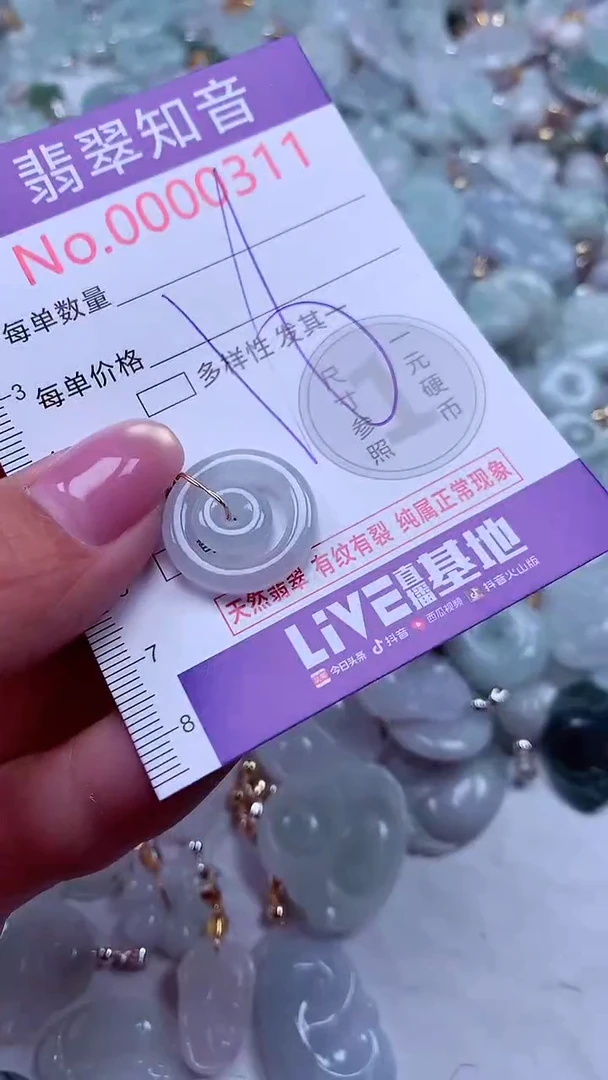 翡翠知音
No.0000311
每单数量
每单价格
多样性 发其一
一元硬币
尺寸参照
3
7
8
天然翡翠 有纹有裂 纯属正常现象
LiVE直播基地
今日头条 抖音 西瓜视频 抖音火山版